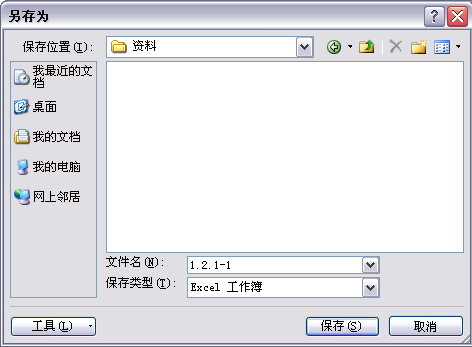 另存为
保存位置(I):
资料
我最近的文
档
桌面
我的文档
我的电脑
网上邻居
文件名(N):
1.2.1-1
保存类型(T):
Excel 工作簿
工具(L)
保存(S)
取消